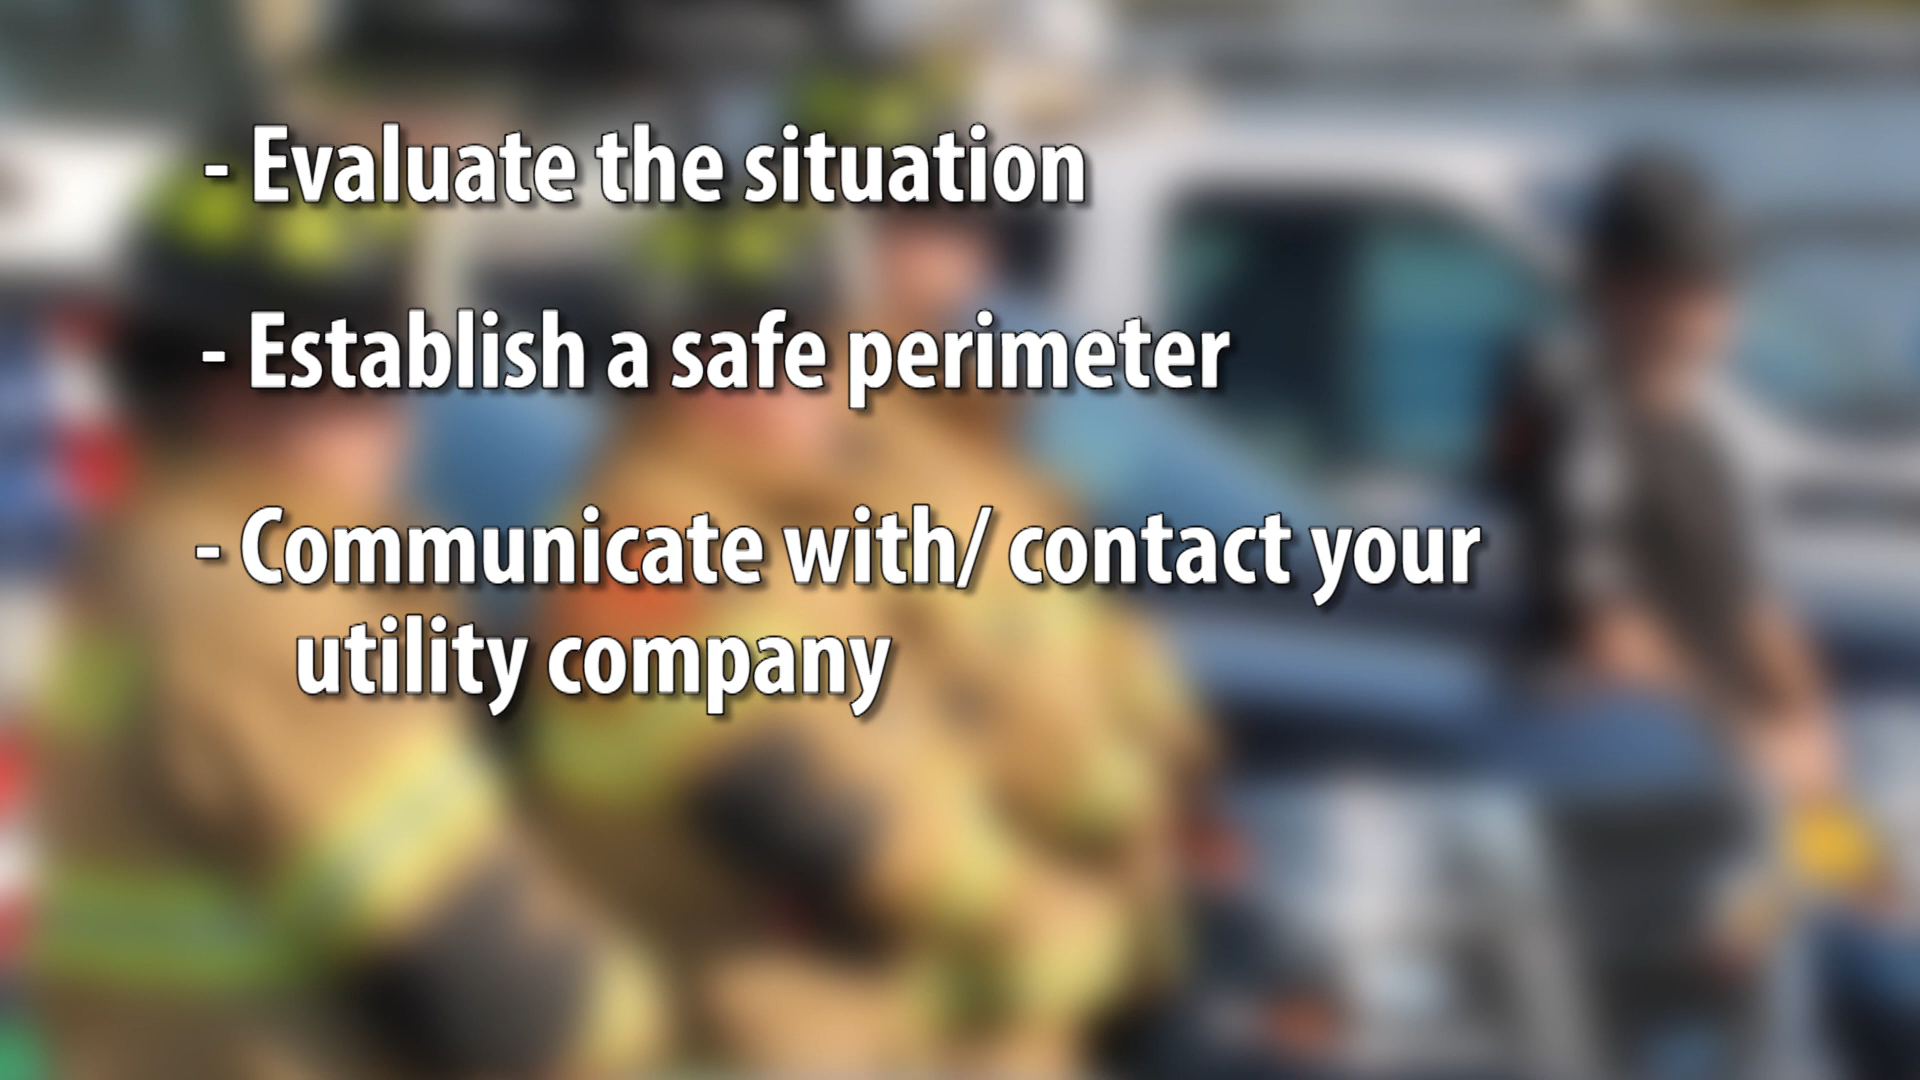 - Evaluate the situation
- Establish a safe perimeter
- Communicate with/ contact your
utility company